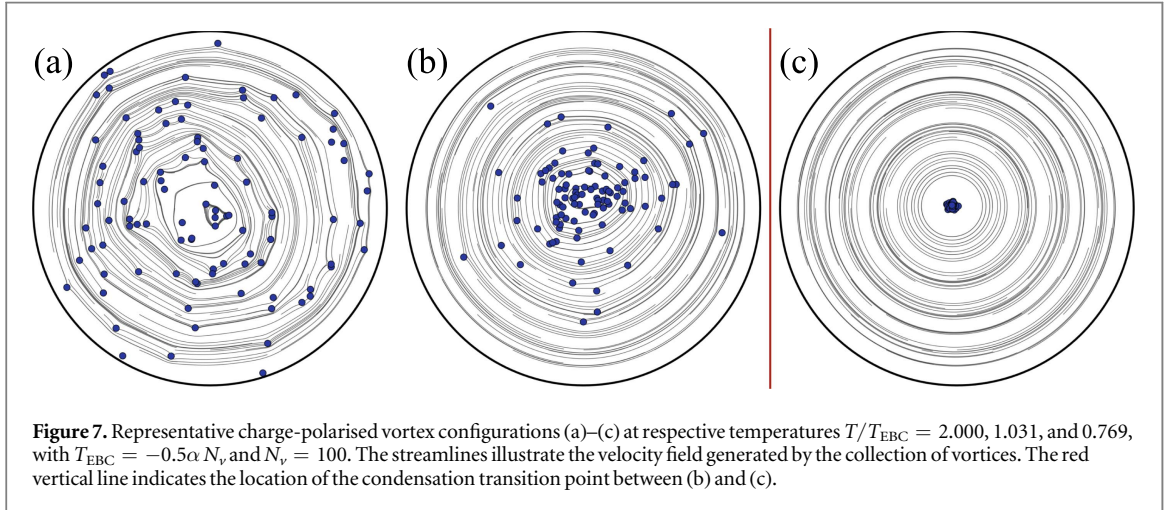 (a) (b) (c)
Figure 7. Representative charge-polarised vortex configurations (a)–(c) at respective temperatures T/T_EBC = 2.000, 1.031, and 0.769,
with T_EBC = −0.5α N_v and N_v = 100. The streamlines illustrate the velocity field generated by the collection of vortices. The red
vertical line indicates the location of the condensation transition point between (b) and (c).